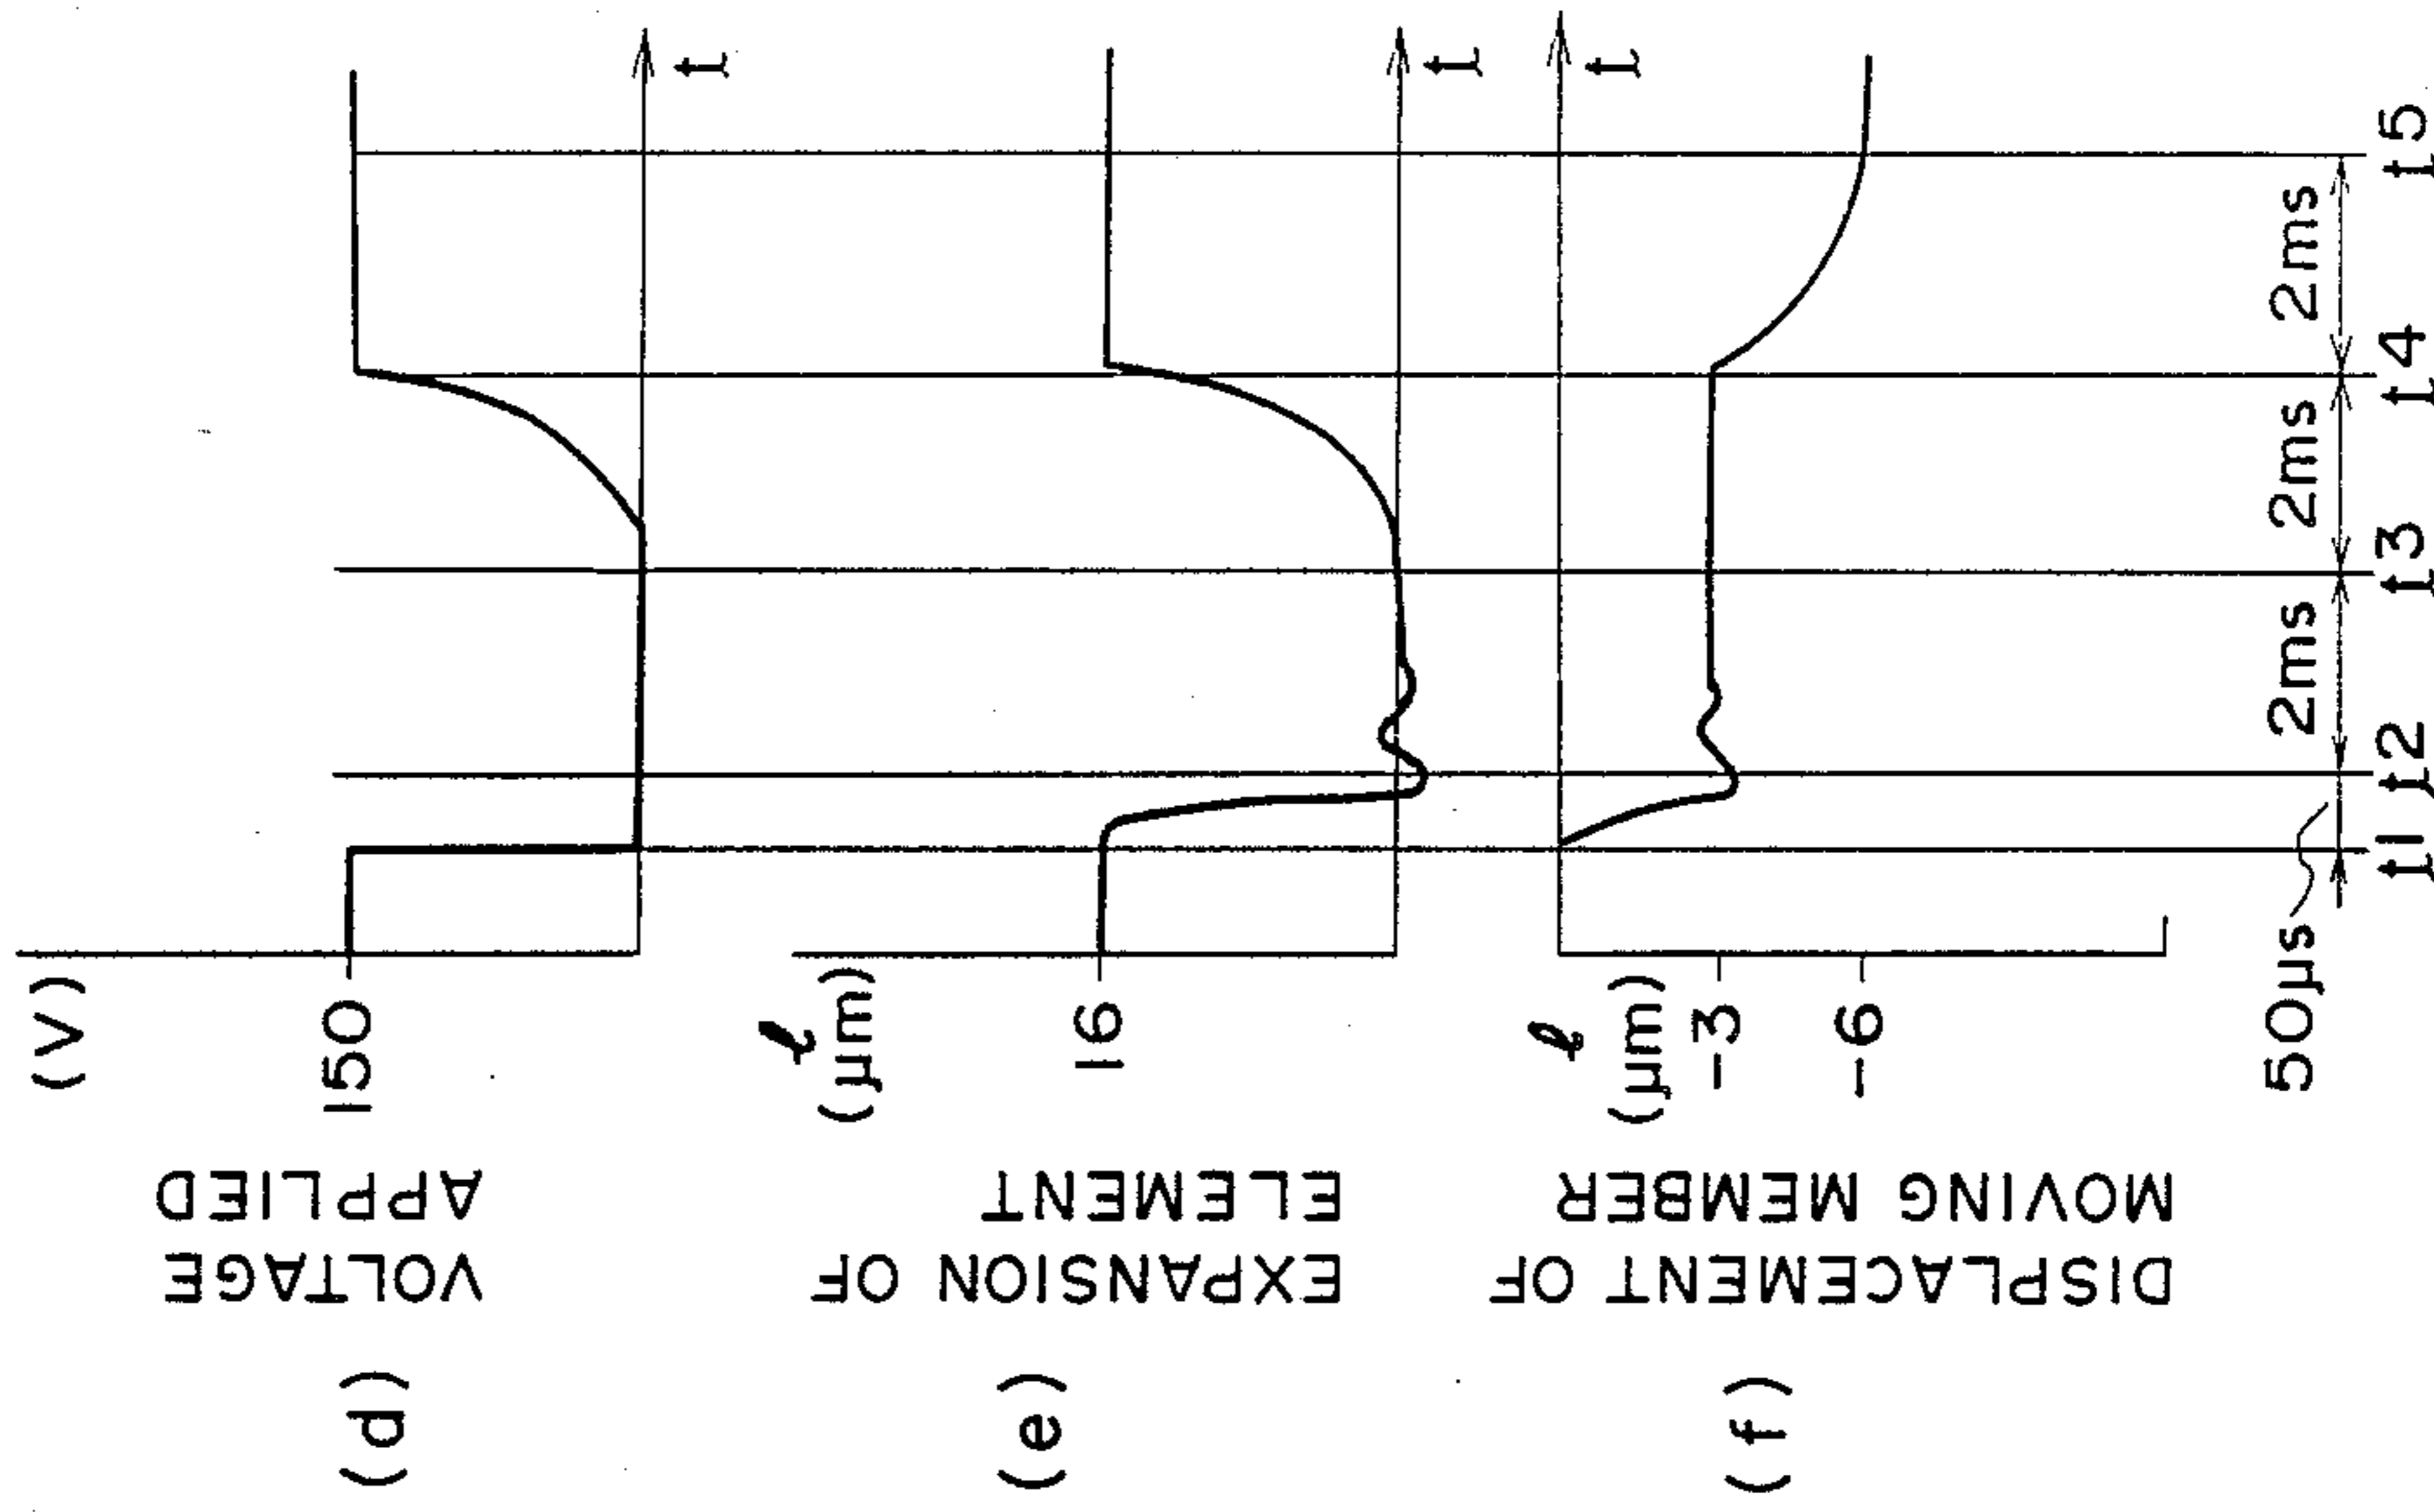 (d)
VOLTAGE
APPLIED
(V)
150
t
(e)
EXPANSION OF
ELEMENT
ℓ
(μm)
16
t
(f)
DISPLACEMENT OF
MOVING MEMBER
ℓ
(μm)
-3
-6
t
50μs
2ms
2ms
2ms
t1
t2
t3
t4
t5